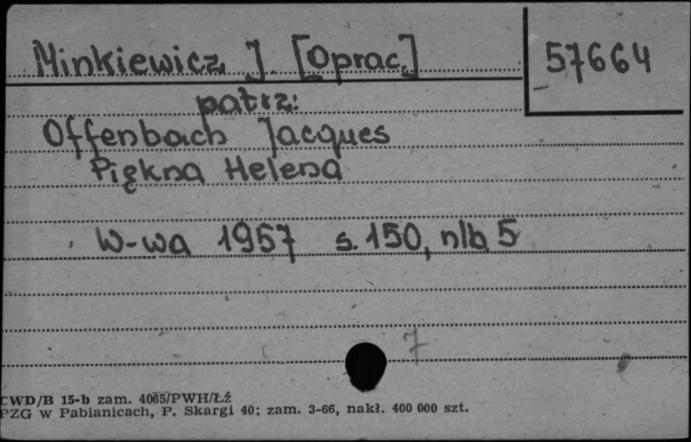 Minkiewicz J. [Oprac.] 57664
patrz:
Offenbach Jacques
Piękna Helena
W-wa 1957 s. 150, nlb 5
7
CWD/B 15-b zam. 4065/PWH/Łź
PZG w Pabianicach, P. Skargi 40; zam. 3-66, nakł. 400 000 szt.